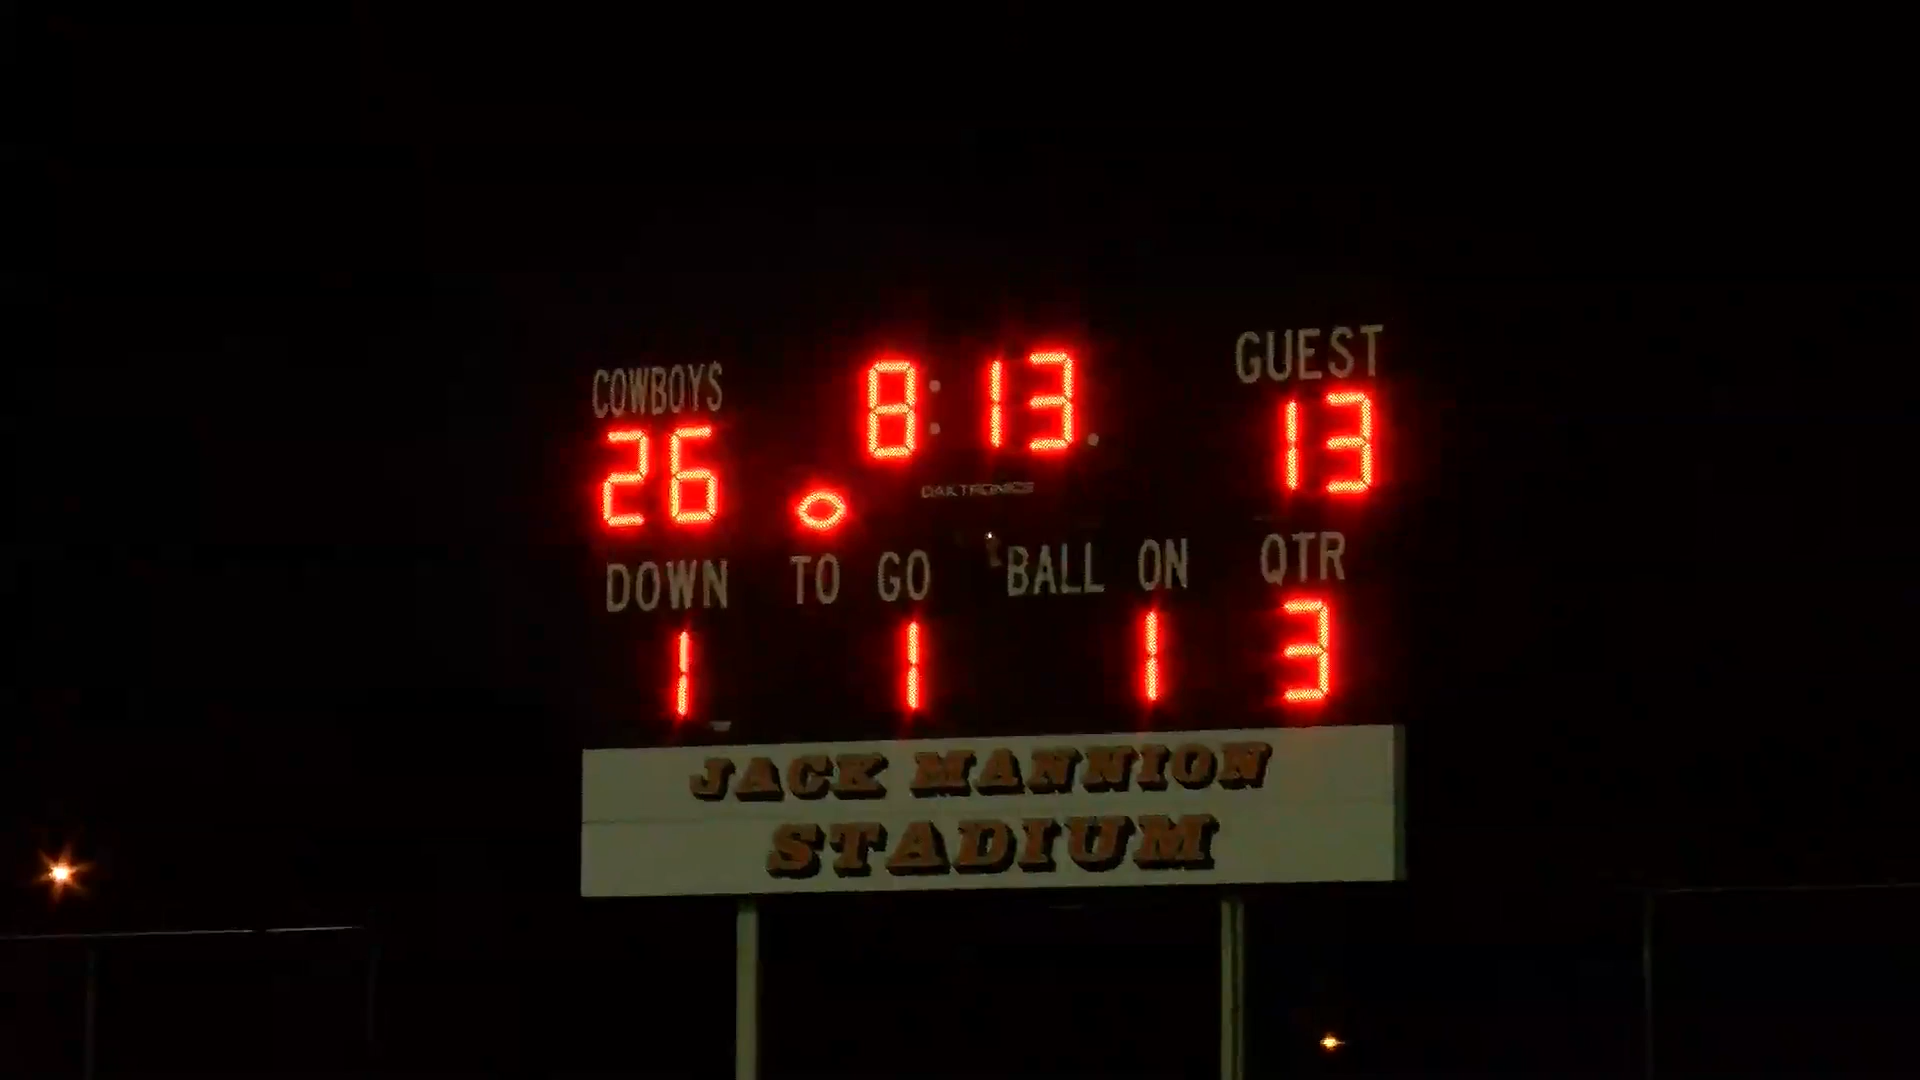 COWBOYS 8:13 GUEST
26 13
DAKTRONICS
DOWN TO GO BALL ON QTR
1 1 1 3
JACK MANNION
STADIUM